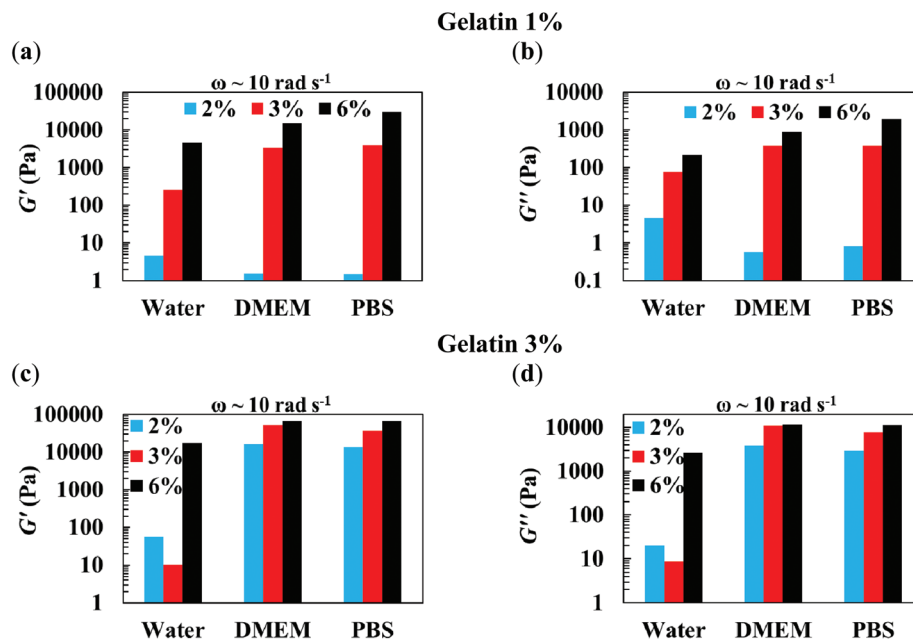 Gelatin 1%
(a)
ω ~ 10 rad s⁻¹
2% 3% 6%
G′ (Pa)
100000
10000
1000
100
10
1
Water DMEM PBS
(b)
ω ~ 10 rad s⁻¹
2% 3% 6%
G′′ (Pa)
10000
1000
100
10
1
0.1
Water DMEM PBS
Gelatin 3%
(c)
ω ~ 10 rad s⁻¹
2%
3%
6%
G′ (Pa)
100000
10000
1000
100
10
1
Water DMEM PBS
(d)
ω ~ 10 rad s⁻¹
2%
3%
6%
G′′ (Pa)
10000
1000
100
10
1
Water DMEM PBS